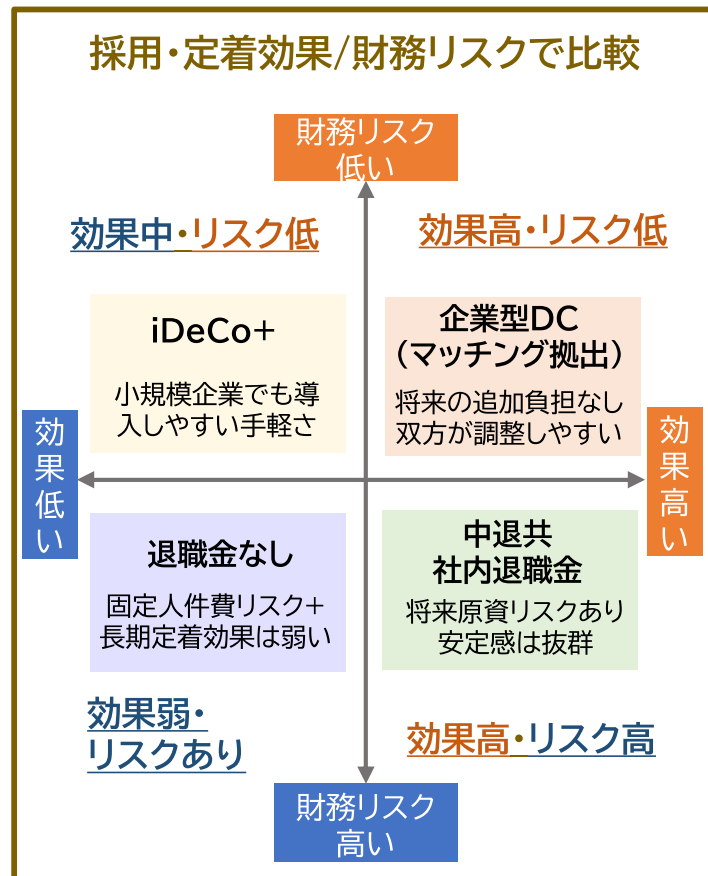 採用・定着効果/財務リスクで比較
財務リスク
低い
効果中・リスク低
効果高・リスク低
iDeCo+
小規模企業でも導
入しやすい手軽さ
企業型DC
（マッチング拠出）
将来の追加負担なし
双方が調整しやすい
効
果
低
い
効
果
高
い
退職金なし
固定人件費リスク+
長期定着効果は弱い
中退共
社内退職金
将来原資リスクあり
安定感は抜群
効果弱・
リスクあり
効果高・リスク高
財務リスク
高い